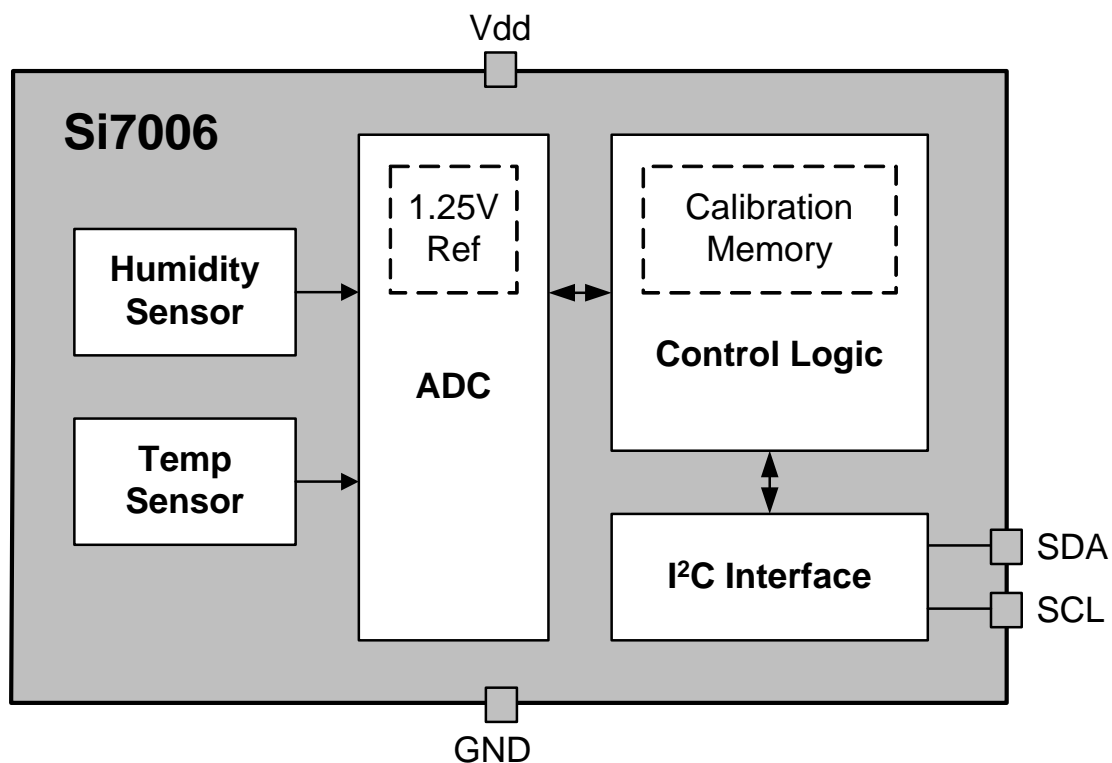 Vdd
Si7006
1.25V
Ref
Calibration
Memory
Humidity
Sensor
Control Logic
ADC
Temp
Sensor
I²C Interface
SDA
SCL
GND